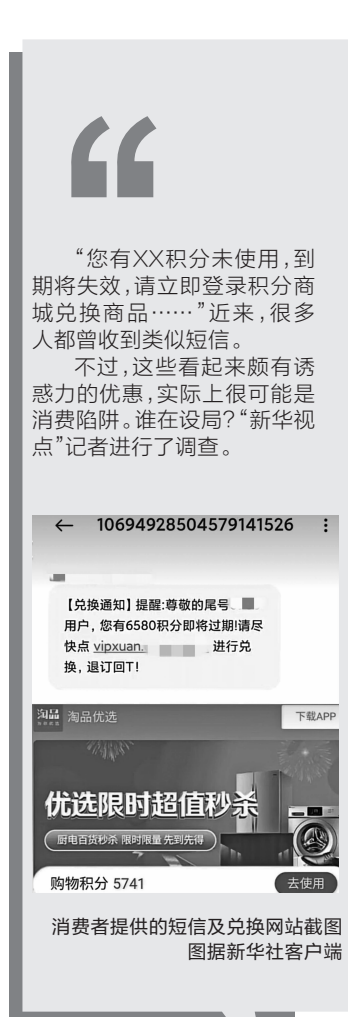 “
“您有XX积分未使用，到
期将失效，请立即登录积分商
城兑换商品……”近来，很多
人都曾收到类似短信。
不过，这些看起来颇有诱
惑力的优惠，实际上很可能是
消费陷阱。谁在设局？“新华视
点”记者进行了调查。
10694928504579141526
【兑换通知】提醒:尊敬的尾号
用户，您有6580积分即将过期!请尽
快点 vipxuan. 进行兑
换，退订回T!
淘品 淘品优选 下载APP
优选限时超值秒杀
厨电百货秒杀 限时限量 先到先得
购物积分 5741 去使用
消费者提供的短信及兑换网站截图
图据新华社客户端